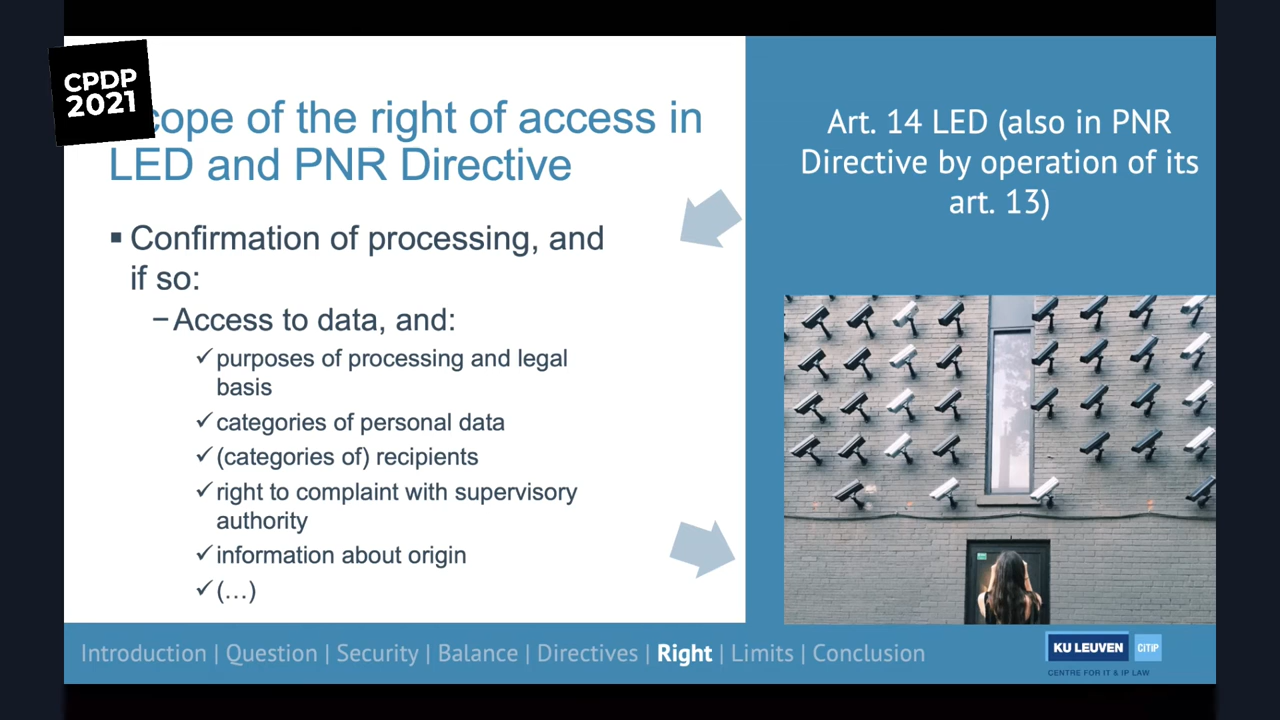 CPDP
2021
cope of the right of access in
LED and PNR Directive
▪ Confirmation of processing, and
if so:
–Access to data, and:
✓purposes of processing and legal
basis
✓categories of personal data
✓(categories of) recipients
✓right to complaint with supervisory
authority
✓information about origin
✓(…)
Art. 14 LED (also in PNR
Directive by operation of its
art. 13)
Introduction | Question | Security | Balance | Directives | Right | Limits | Conclusion
KU LEUVEN CITIP
CENTRE FOR IT & IP LAW